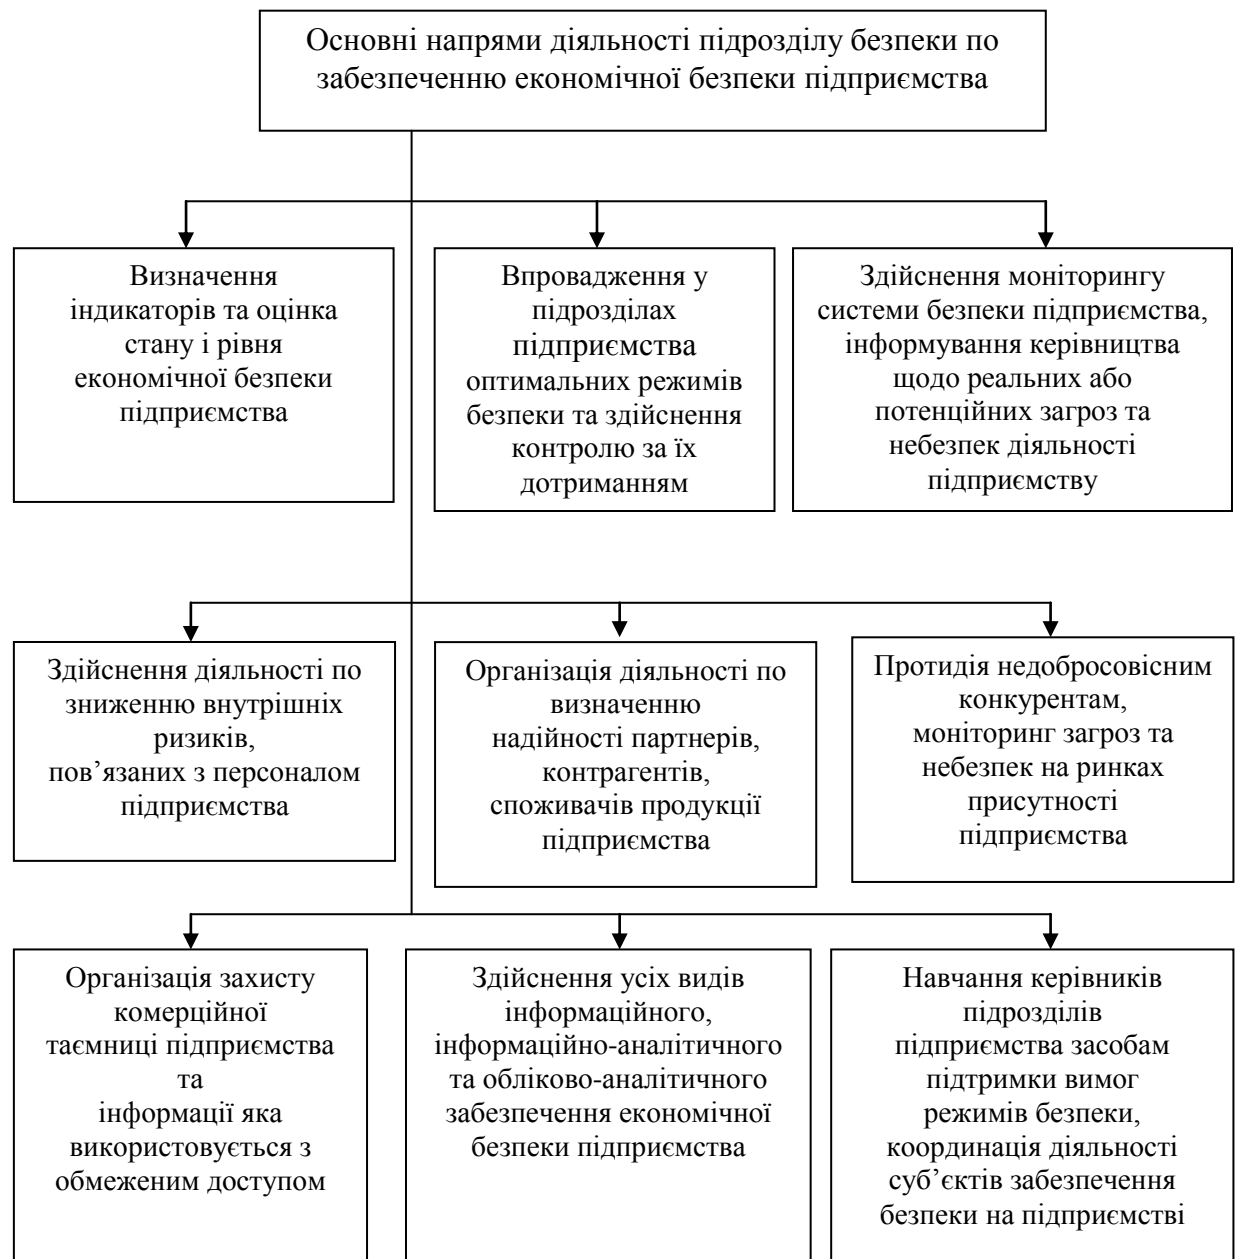 Основні напрями діяльності підрозділу безпеки по
забезпеченню економічної безпеки підприємства
Визначення
індикаторів та оцінка
стану і рівня
економічної безпеки
підприємства
Впровадження у
підрозділах
підприємства
оптимальних режимів
безпеки та здійснення
контролю за їх
дотриманням
Здійснення моніторингу
системи безпеки підприємства,
інформування керівництва
щодо реальних або
потенційних загроз та
небезпек діяльності
підприємству
Здійснення діяльності по
зниженню внутрішніх
ризиків,
пов’язаних з персоналом
підприємства
Організація діяльності по
визначенню
надійності партнерів,
контрагентів,
споживачів продукції
підприємства
Протидія недобросовісним
конкурентам,
моніторинг загроз та
небезпек на ринках
присутності
підприємства
Організація захисту
комерційної
таємниці підприємства
та
інформації яка
використовується з
обмеженим доступом
Здійснення усіх видів
інформаційного,
інформаційно-аналітичного
та обліково-аналітичного
забезпечення економічної
безпеки підприємства
Навчання керівників
підрозділів
підприємства засобам
підтримки вимог
режимів безпеки,
координація діяльності
суб’єктів забезпечення
безпеки на підприємстві